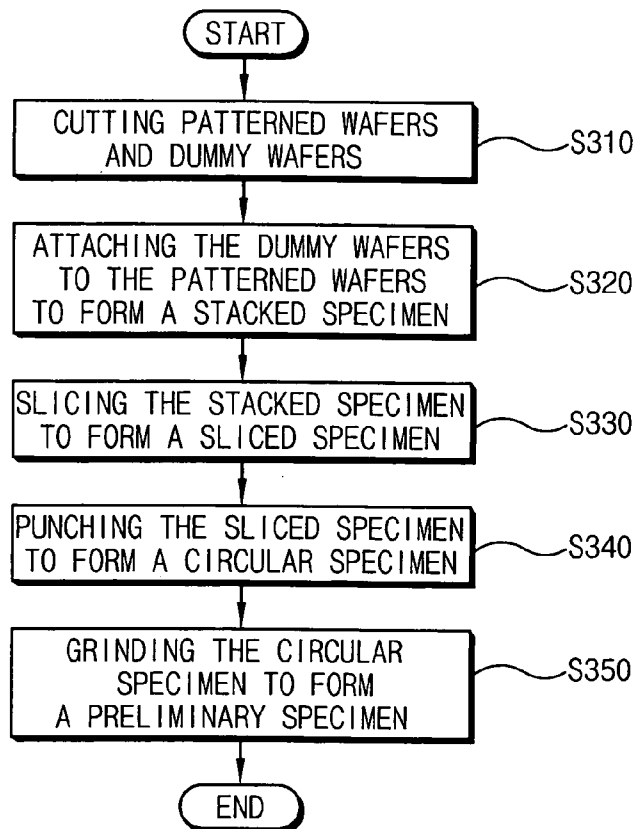 START
CUTTING PATTERNED WAFERS
AND DUMMY WAFERS
S310
ATTACHING THE DUMMY WAFERS
TO THE PATTERNED WAFERS
TO FORM A STACKED SPECIMEN
S320
SLICING THE STACKED SPECIMEN
TO FORM A SLICED SPECIMEN
S330
PUNCHING THE SLICED SPECIMEN
TO FORM A CIRCULAR SPECIMEN
S340
GRINDING THE CIRCULAR
SPECIMEN TO FORM
A PRELIMINARY SPECIMEN
S350
END